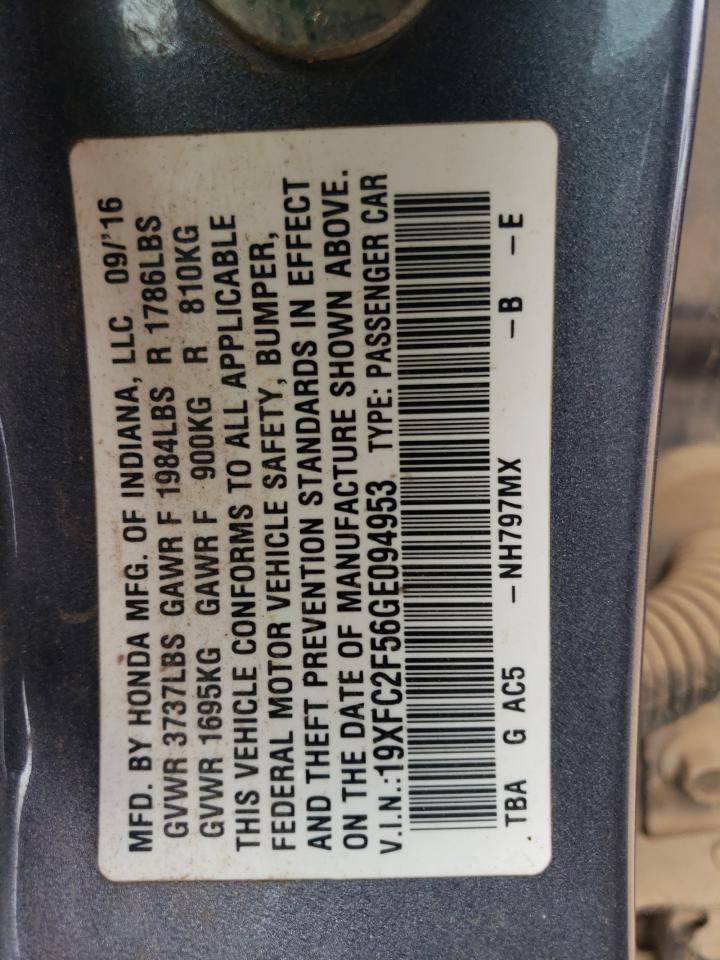 MFD. BY HONDA MFG. OF INDIANA, LLC 09/'16
GVWR 3737LBS GAWR F 1984LBS R 1786LBS
GVWR 1695KG GAWR F 900KG R 810KG
THIS VEHICLE CONFORMS TO ALL APPLICABLE
FEDERAL MOTOR VEHICLE SAFETY, BUMPER,
AND THEFT PREVENTION STANDARDS IN EFFECT
ON THE DATE OF MANUFACTURE SHOWN ABOVE.
V.I.N.:19XFC2F56GE094953 TYPE: PASSENGER CAR
TBA G AC5 -NH797MX -B -E